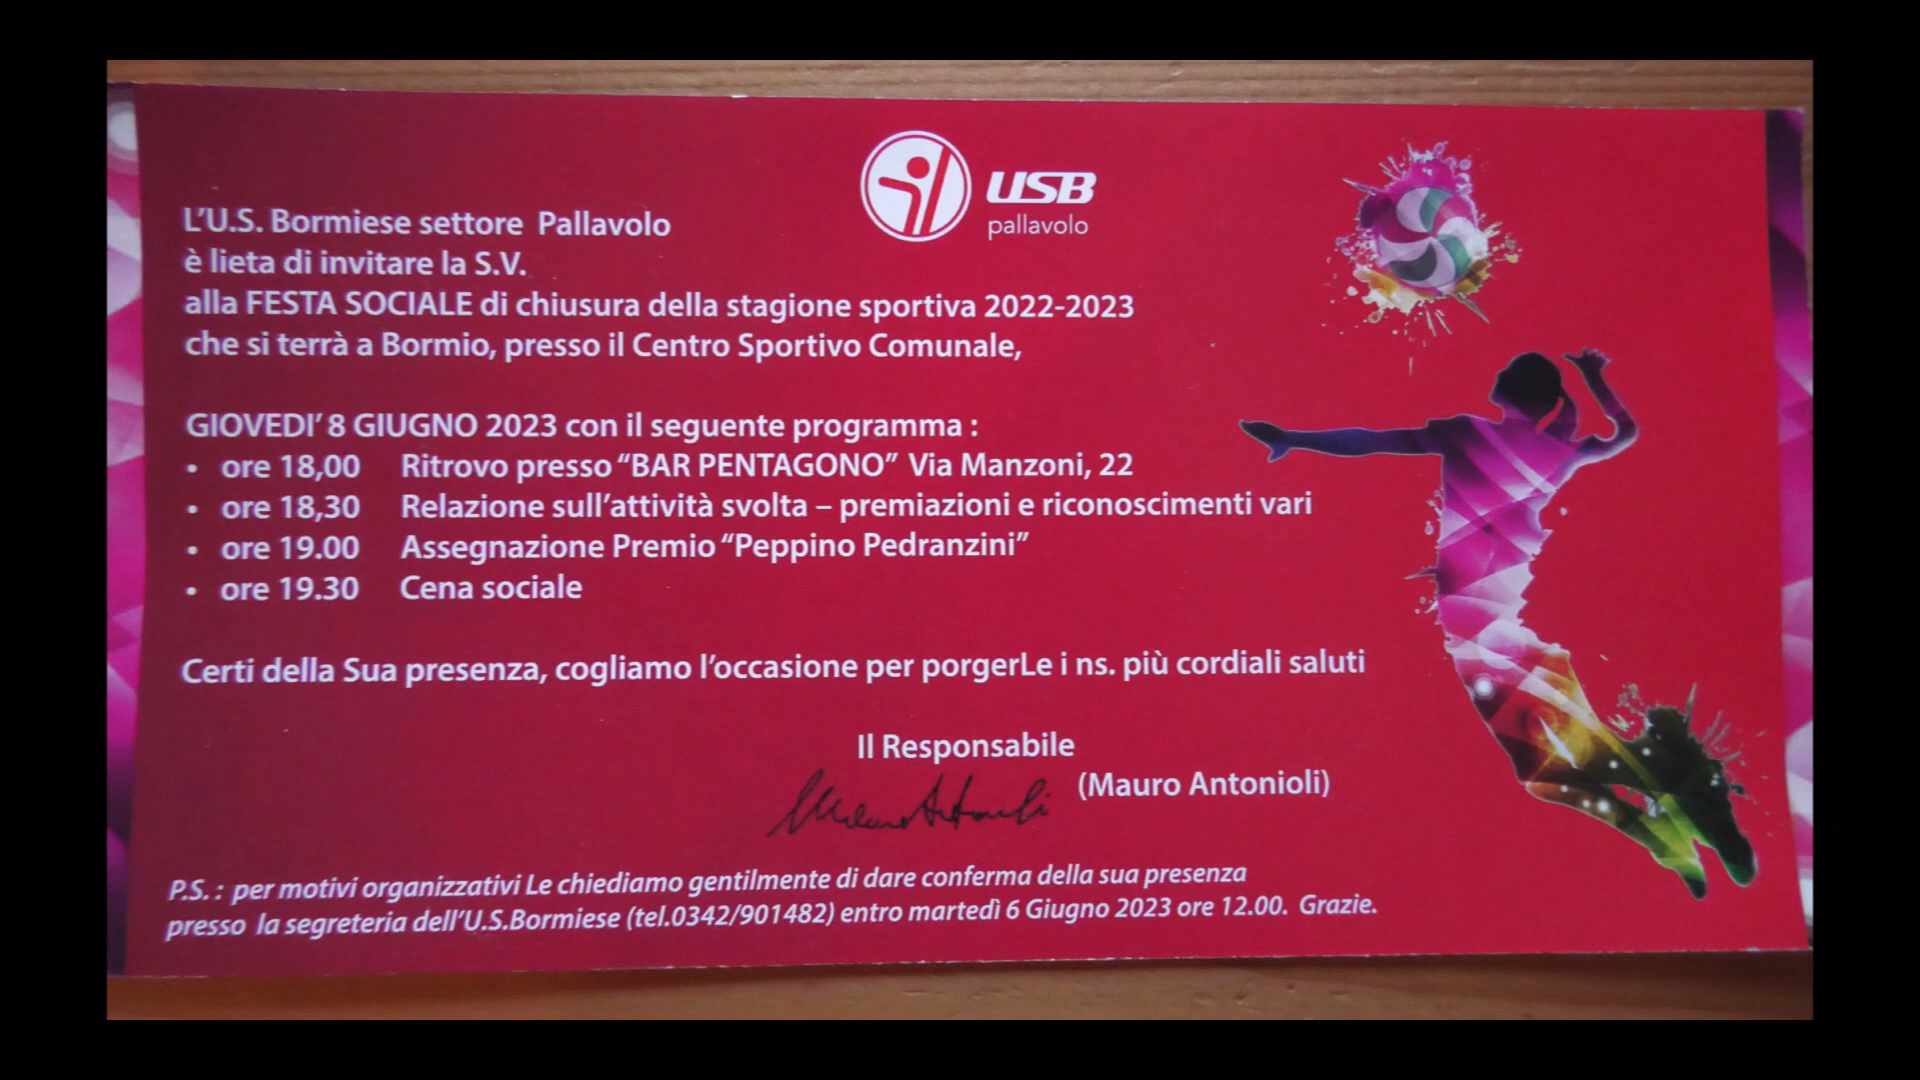 USB
pallavolo
L'U.S. Bormiese settore Pallavolo
è lieta di invitare la S.V.
alla FESTA SOCIALE di chiusura della stagione sportiva 2022-2023
che si terrà a Bormio, presso il Centro Sportivo Comunale,
GIOVEDI' 8 GIUGNO 2023 con il seguente programma :
• ore 18,00 Ritrovo presso “BAR PENTAGONO” Via Manzoni, 22
• ore 18,30 Relazione sull'attività svolta – premiazioni e riconoscimenti vari
• ore 19.00 Assegnazione Premio “Peppino Pedranzini”
• ore 19.30 Cena sociale
Certi della Sua presenza, cogliamo l'occasione per porgerLe i ns. più cordiali saluti
Il Responsabile
(Mauro Antonioli)
Mauro Antonioli
P.S. : per motivi organizzativi Le chiediamo gentilmente di dare conferma della sua presenza
presso la segreteria dell'U.S.Bormiese (tel.0342/901482) entro martedì 6 Giugno 2023 ore 12.00. Grazie.